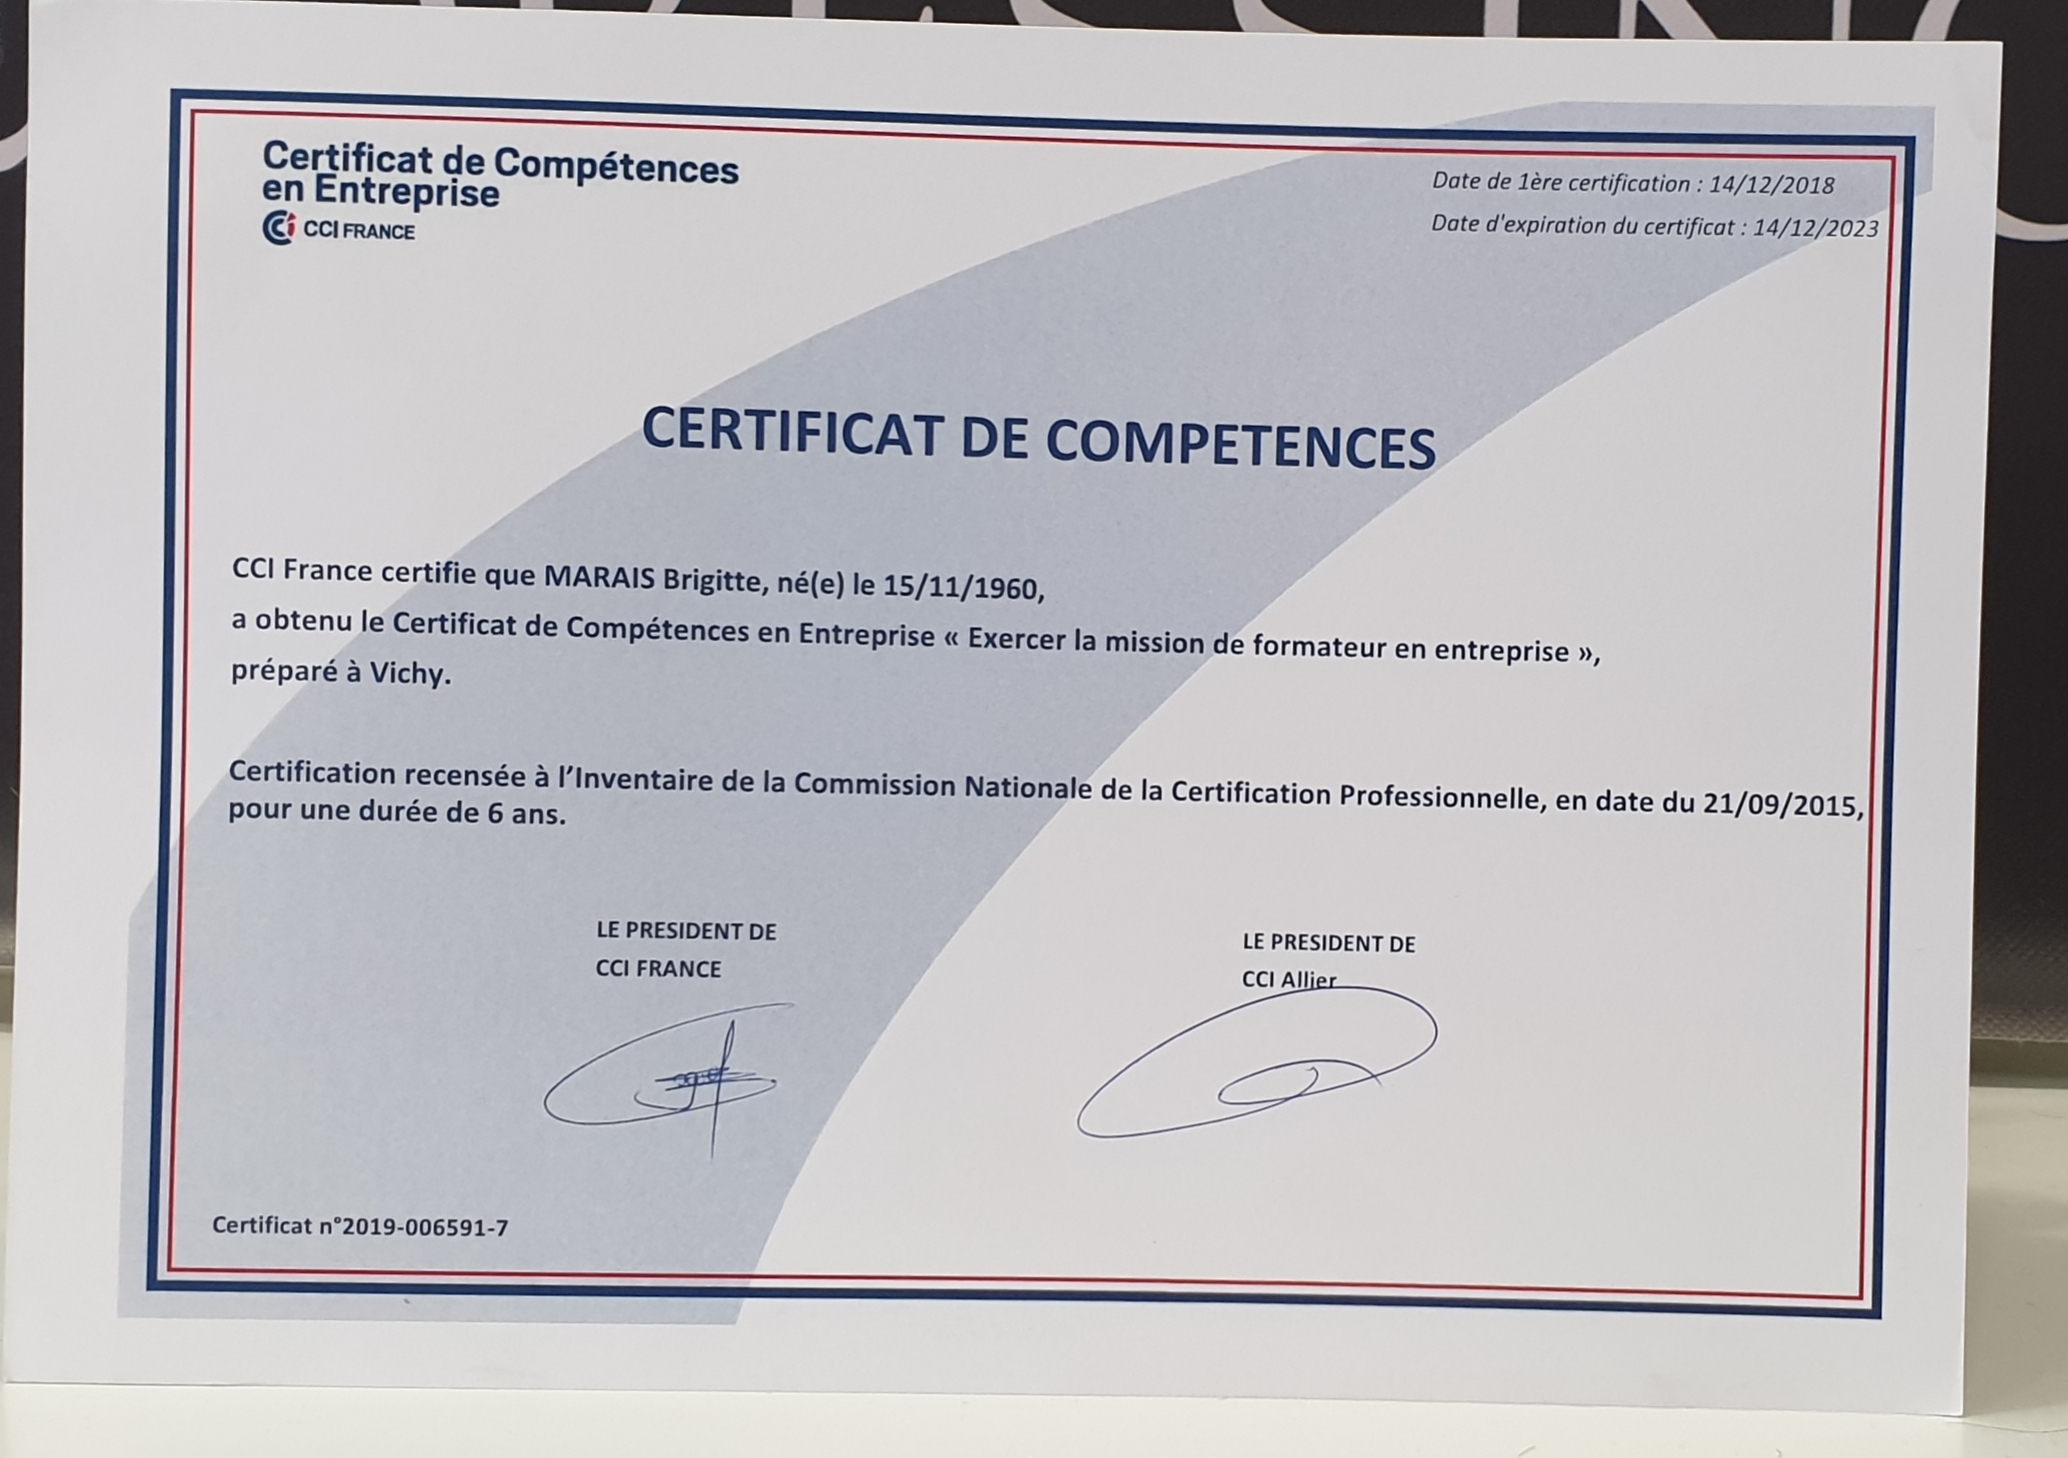 Certificat de Compétences
en Entreprise
CCI FRANCE
Date de 1ère certification : 14/12/2018
Date d'expiration du certificat : 14/12/2023
CERTIFICAT DE COMPETENCES
CCI France certifie que MARAIS Brigitte, né(e) le 15/11/1960,
a obtenu le Certificat de Compétences en Entreprise « Exercer la mission de formateur en entreprise »,
préparé à Vichy.
Certification recensée à l’Inventaire de la Commission Nationale de la Certification Professionnelle, en date du 21/09/2015,
pour une durée de 6 ans.
LE PRESIDENT DE
CCI FRANCE
LE PRESIDENT DE
CCI Allier
Certificat n°2019-006591-7